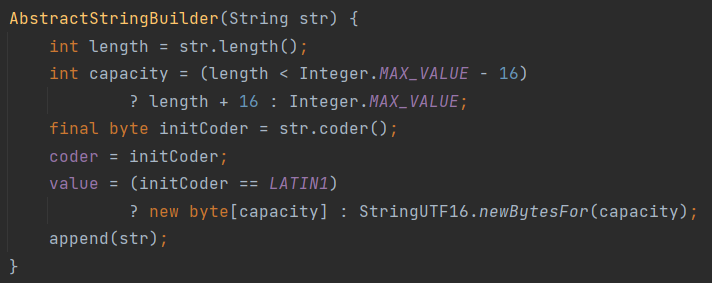 AbstractStringBuilder(String str) {
    int length = str.length();
    int capacity = (length < Integer.MAX_VALUE - 16)
            ? length + 16 : Integer.MAX_VALUE;
    final byte initCoder = str.coder();
    coder = initCoder;
    value = (initCoder == LATIN1)
            ? new byte[capacity] : StringUTF16.newBytesFor(capacity);
    append(str);
}